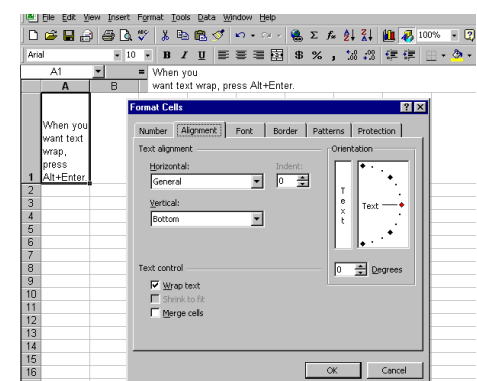 File Edit View Insert Format Tools Data Window Help
100%
Arial 10 B I U $ % ,
A1 = When you
want text wrap, press Alt+Enter.
A B
When you
want text
wrap,
press
Alt+Enter.
1
2
3
4
5
6
7
8
9
10
11
12
13
14
15
16
Format Cells
Number Alignment Font Border Patterns Protection
Text alignment
Horizontal: Indent:
General 0
Vertical:
Bottom
Orientation
T
e
x
t
Text
0 Degrees
Text control
Wrap text
Shrink to fit
Merge cells
OK Cancel